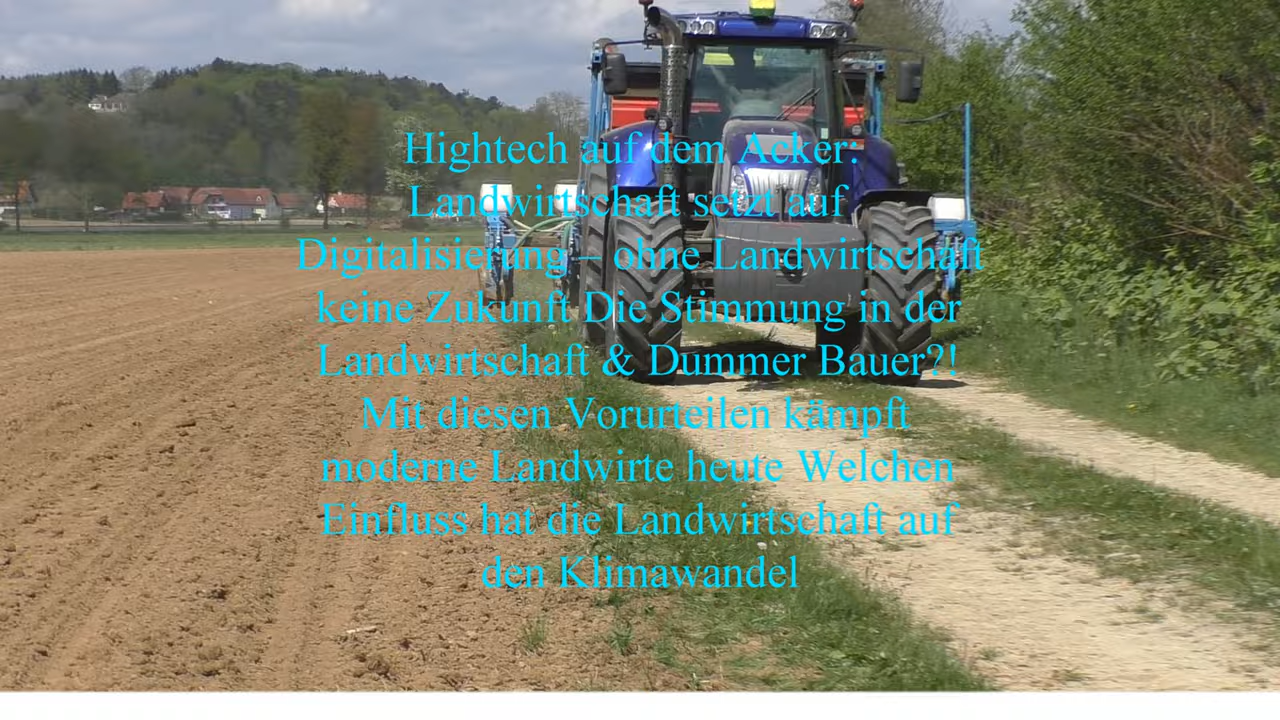 Hightech auf dem Acker:
Landwirtschaft setzt auf
Digitalisierung – ohne Landwirtschaft
keine Zukunft Die Stimmung in der
Landwirtschaft & Dummer Bauer?!
Mit diesen Vorurteilen kämpft
moderne Landwirte heute Welchen
Einfluss hat die Landwirtschaft auf
den Klimawandel